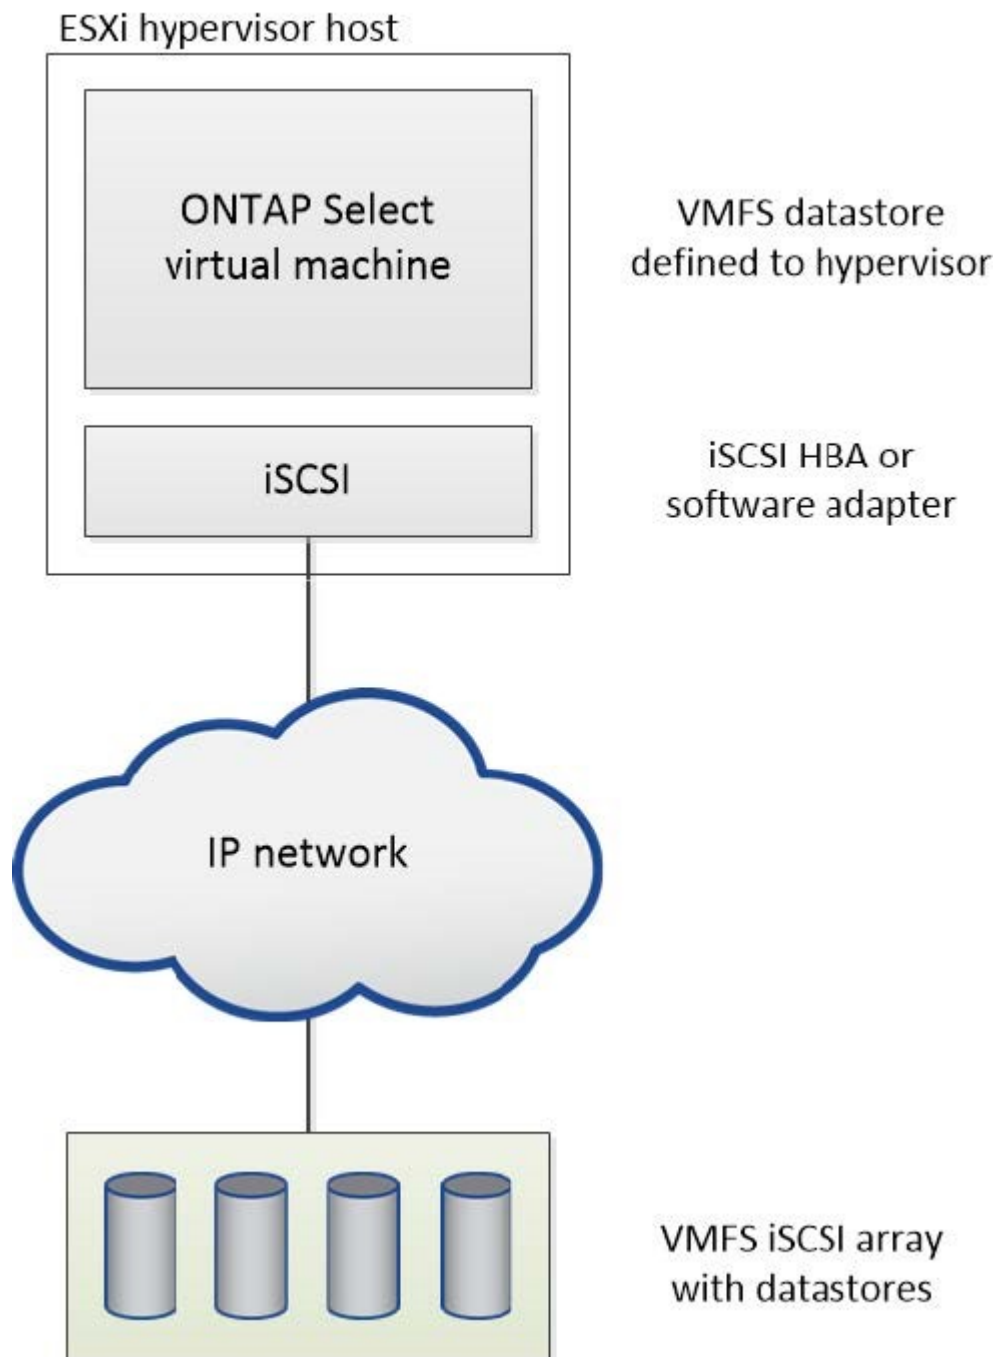 ESXi hypervisor host
ONTAP Select
virtual machine
VMFS datastore
defined to hypervisor
iSCSI
iSCSI HBA or
software adapter
IP network
VMFS iSCSI array
with datastores